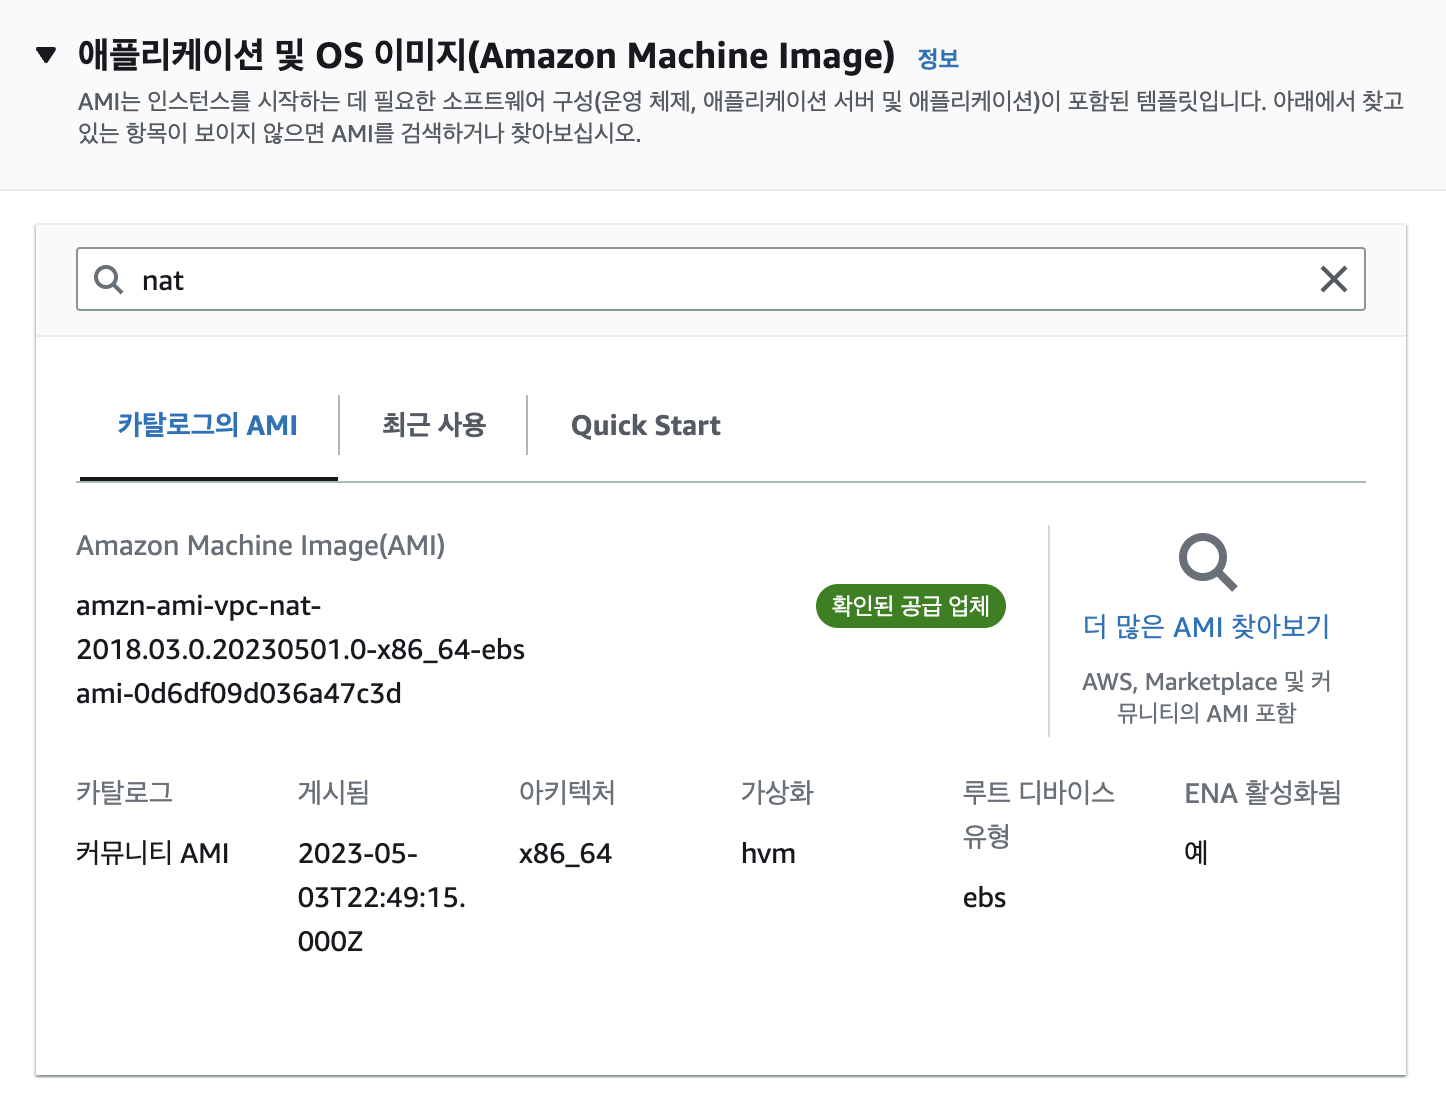 애플리케이션 및 OS 이미지(Amazon Machine Image) 정보
AMI는 인스턴스를 시작하는 데 필요한 소프트웨어 구성(운영 체제, 애플리케이션 서버 및 애플리케이션)이 포함된 템플릿입니다. 아래에서 찾고
있는 항목이 보이지 않으면 AMI를 검색하거나 찾아보십시오.
nat
카탈로그의 AMI
최근 사용
Quick Start
Amazon Machine Image(AMI)
amzn-ami-vpc-nat-
2018.03.0.20230501.0-x86_64-ebs
ami-0d6df09d036a47c3d
확인된 공급 업체
더 많은 AMI 찾아보기
AWS, Marketplace 및 커
뮤니티의 AMI 포함
카탈로그
커뮤니티 AMI
게시됨
2023-05-
03T22:49:15.
000Z
아키텍처
x86_64
가상화
hvm
루트 디바이스
유형
ebs
ENA 활성화됨
예